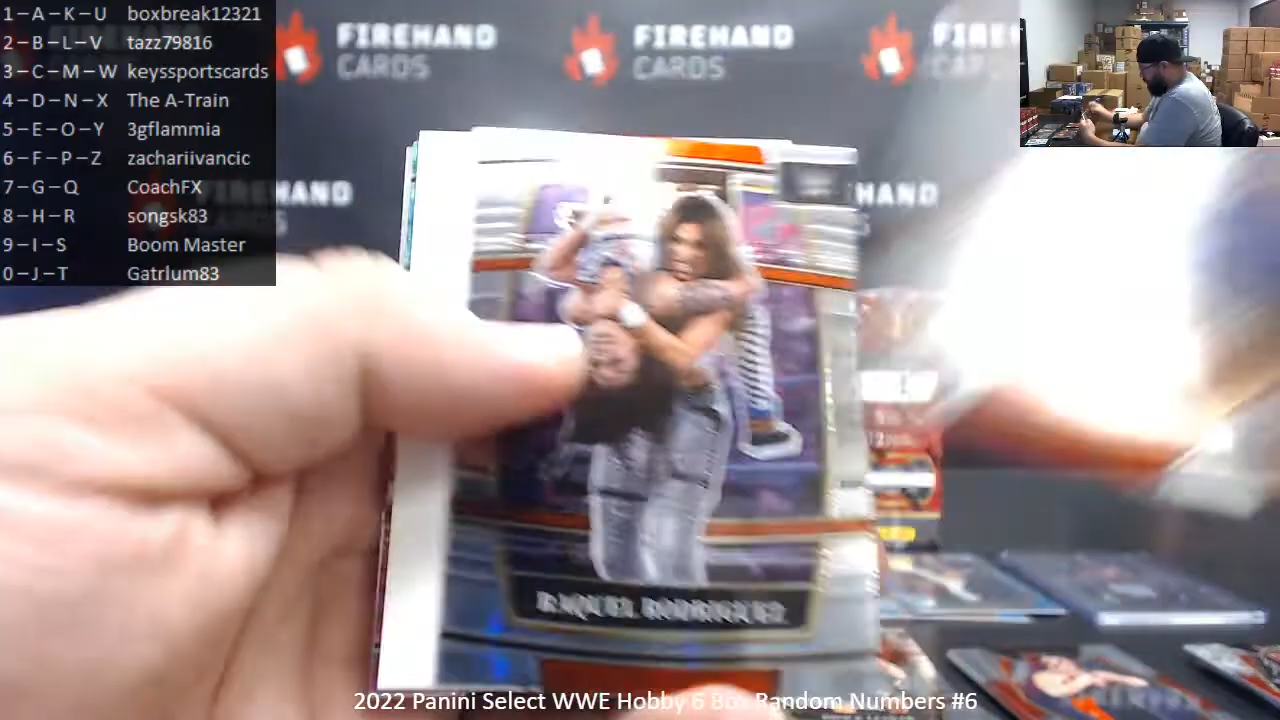 1-A-K-U boxbreak12321
2-B-L-V tazz79816
3-C-M-W keyssportscards
4-D-N-X The A-Train
5-E-O-Y 3gflammia
6-F-P-Z zachariivancic
7-G-Q CoachFX
8-H-R songsk83
9-I-S Boom Master
0-J-T Gatrlum83
FIREHAND
CARDS
FIREHAND
CARDS
FIRE
FIREHAND
CARDS
HAND
RAQUEL RODRIGUEZ
2022 Panini Select WWE Hobby 6 Box Random Numbers #6